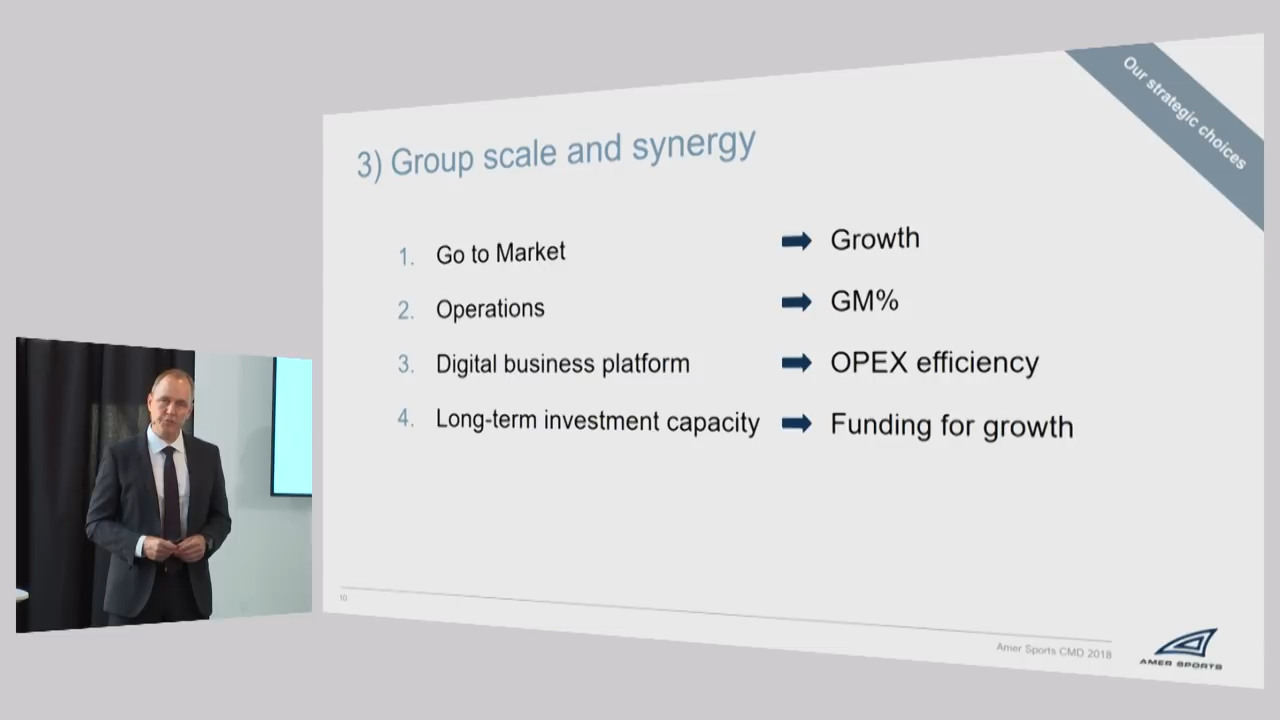 Our strategic choices
3) Group scale and synergy
1. Go to Market
Growth
2. Operations
GM%
3. Digital business platform
OPEX efficiency
4. Long-term investment capacity
Funding for growth
10
Amer Sports CMD 2018
AMER SPORTS